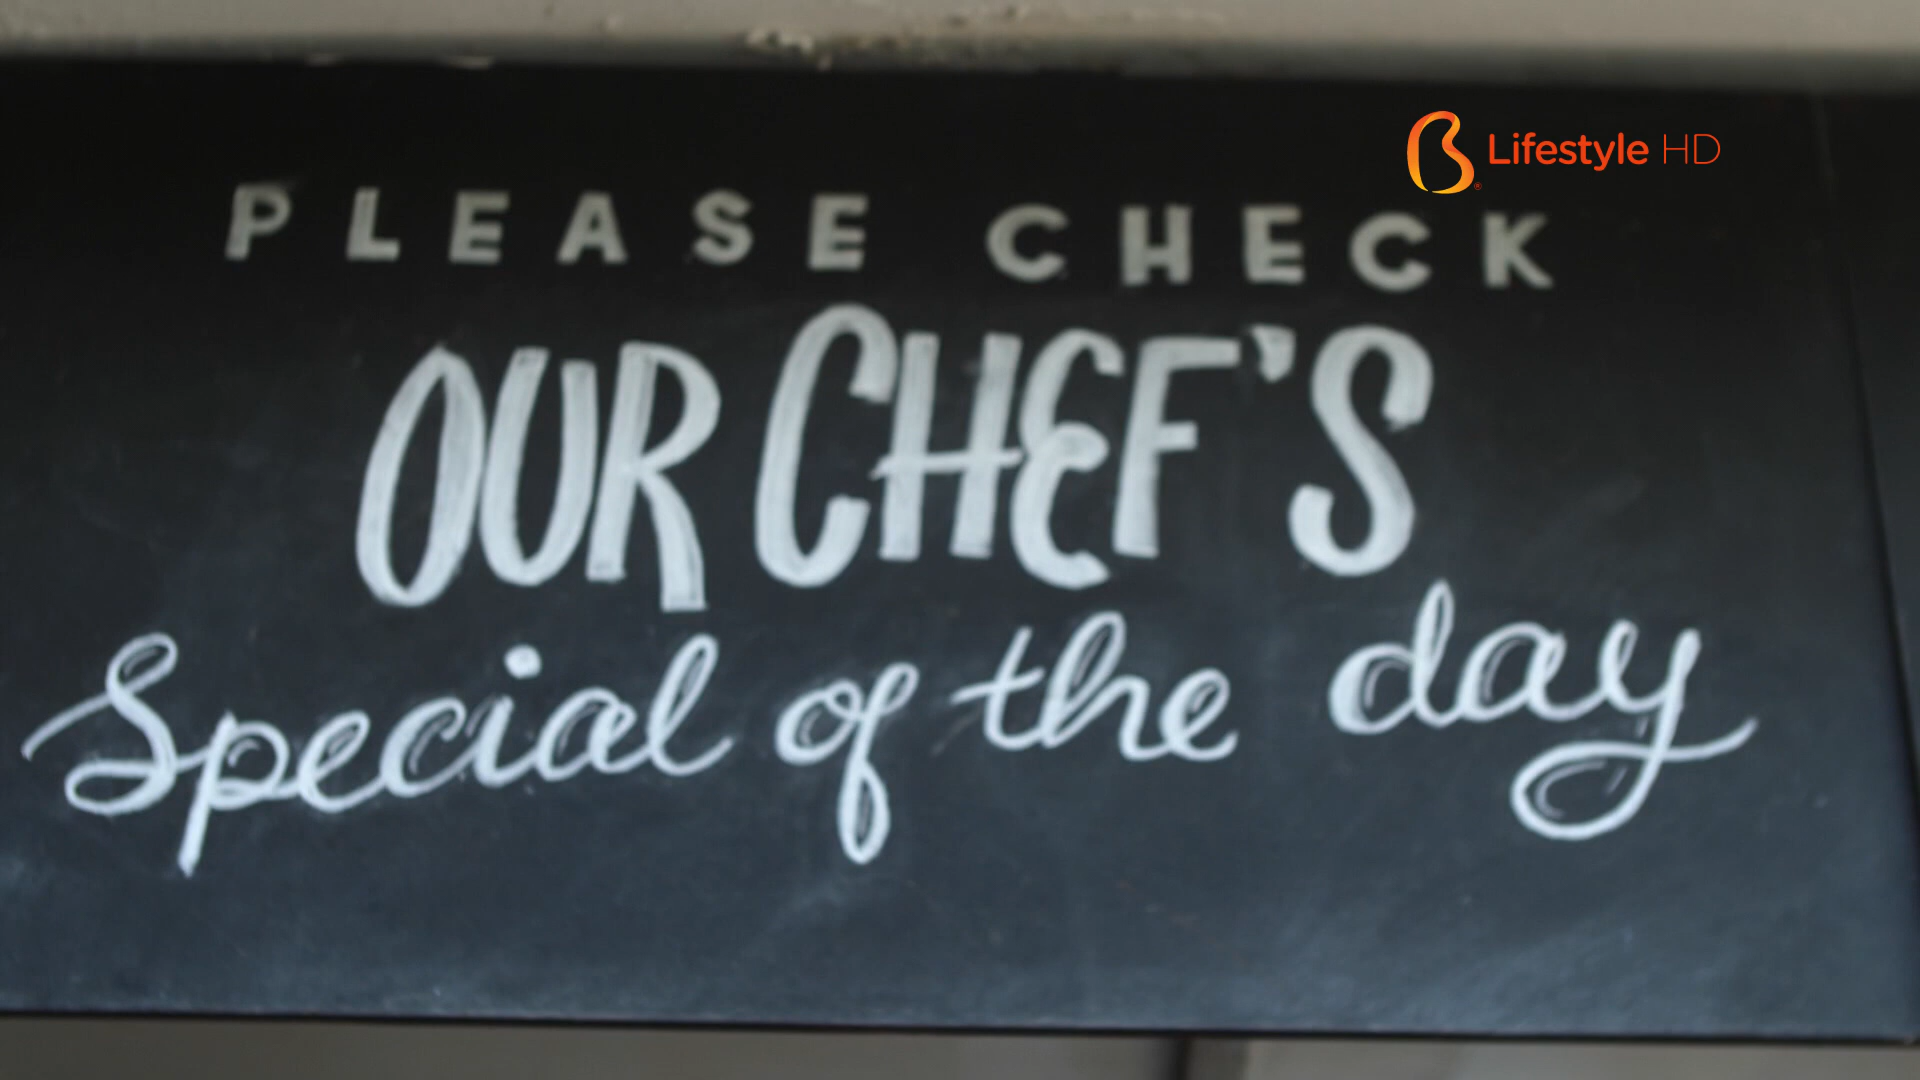 Lifestyle HD
PLEASE CHECK
OUR CHEF'S
Special of the day